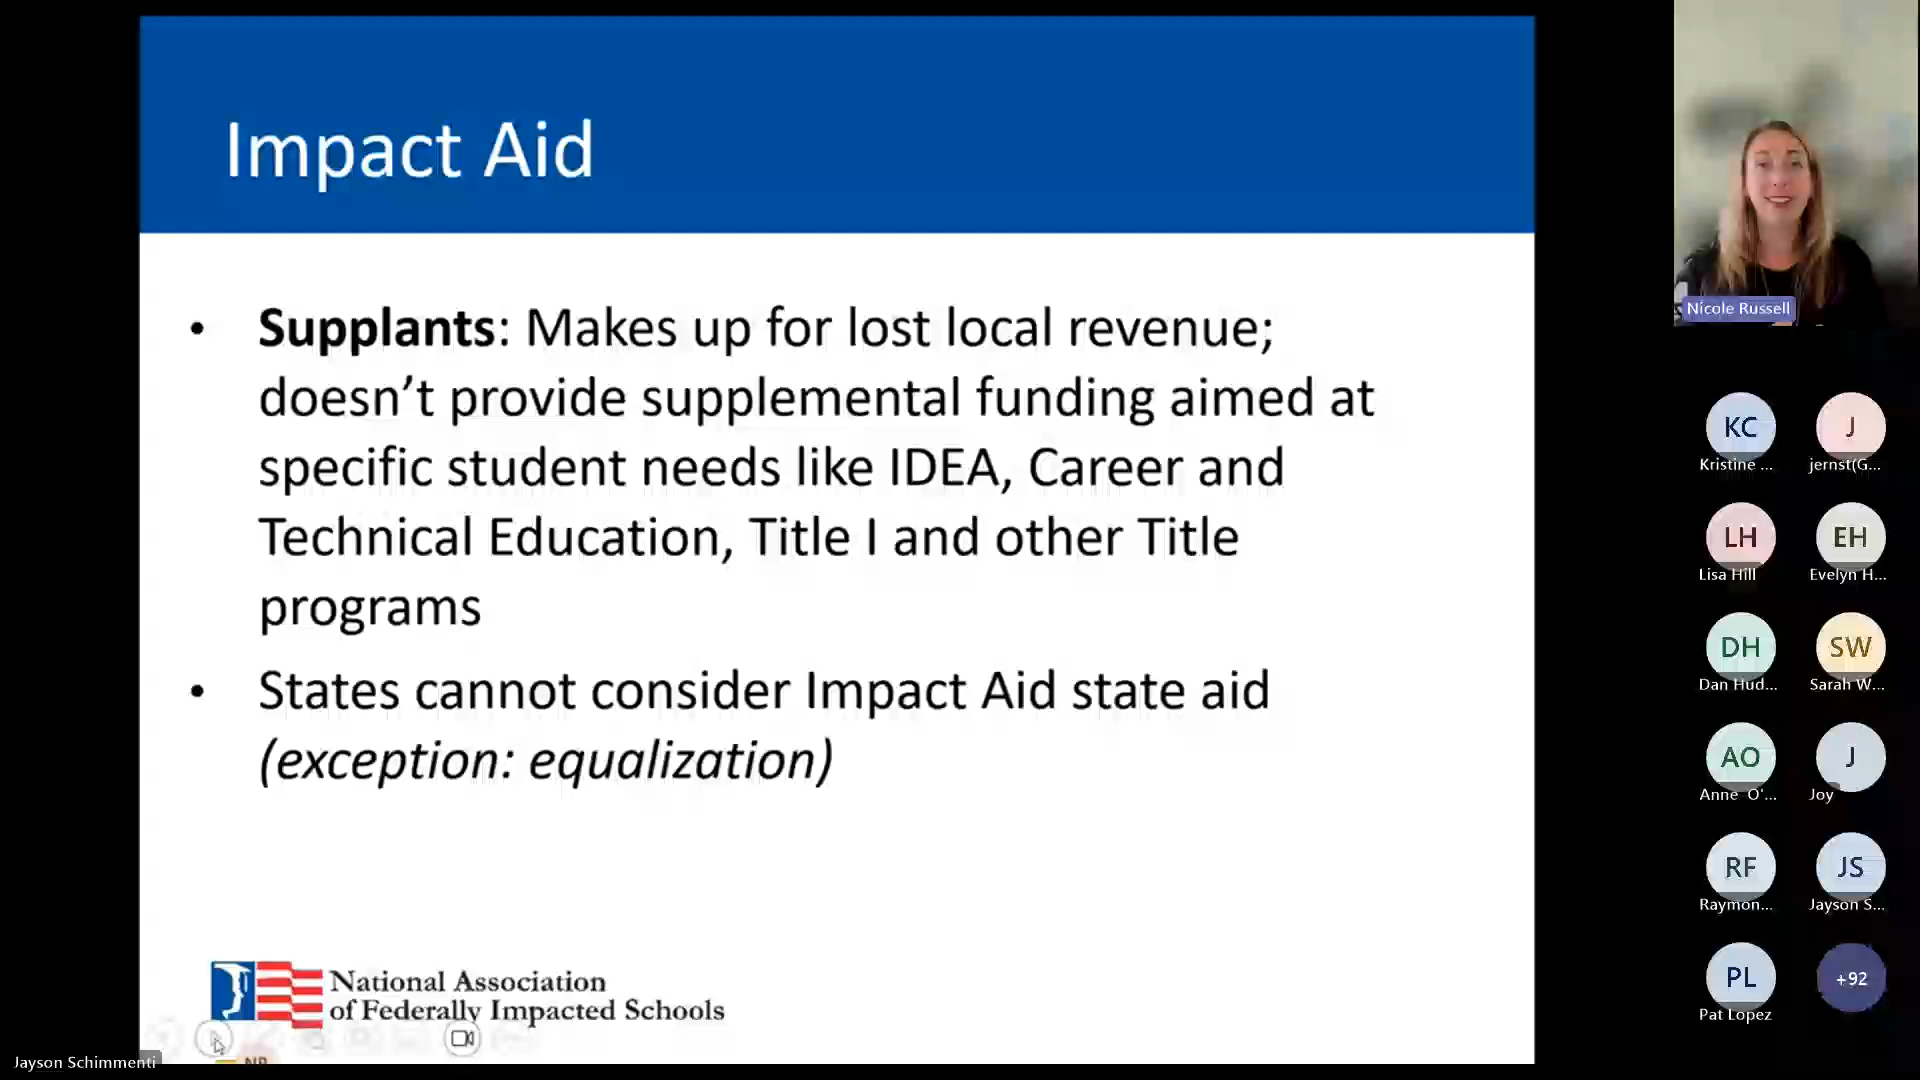 Impact Aid
• Supplants: Makes up for lost local revenue;
doesn’t provide supplemental funding aimed at
specific student needs like IDEA, Career and
Technical Education, Title I and other Title
programs
• States cannot consider Impact Aid state aid
(exception: equalization)
National Association
of Federally Impacted Schools
Jayson Schimmenti
Nicole Russell
KC
J
Kristine ...
jernst(G...
LH
EH
Lisa Hill
Evelyn H...
DH
SW
Dan Hud...
Sarah W...
AO
J
Anne O'...
Joy
RF
JS
Raymon...
Jayson S...
PL
+92
Pat Lopez